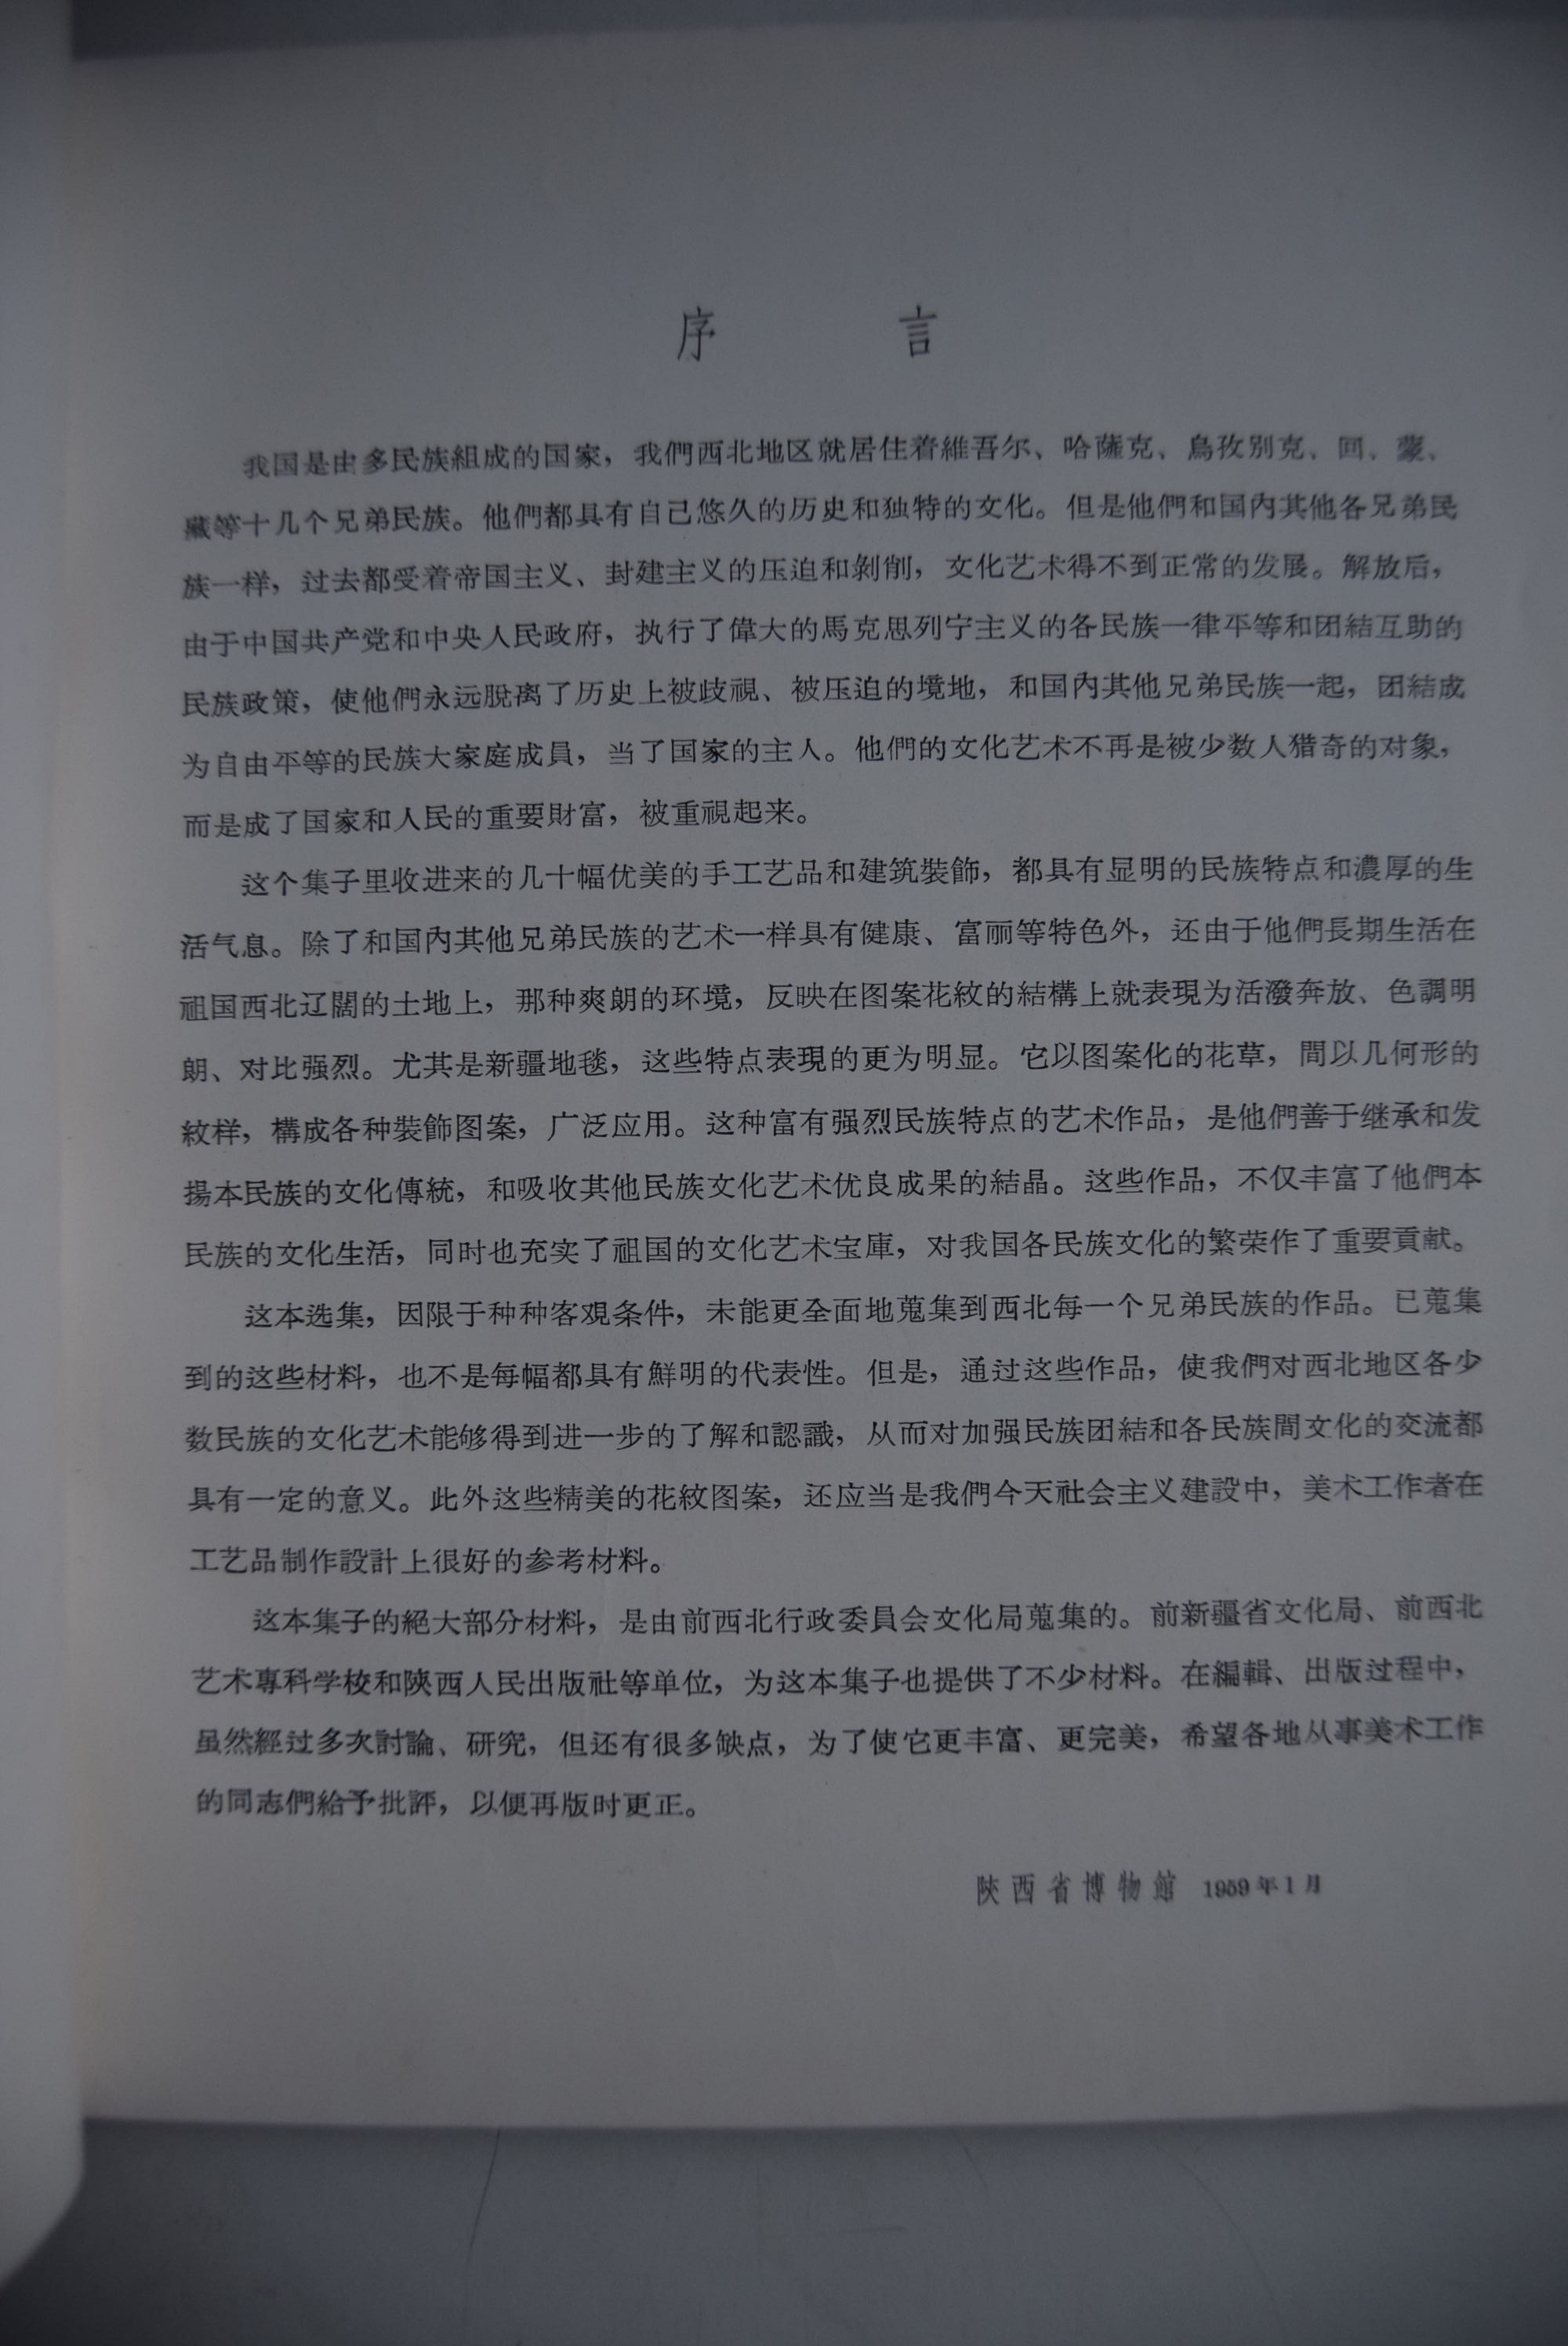 序言
我国是由多民族組成的国家，我們西北地区就居住着維吾尔、哈薩克、烏孜别克、回、蒙、
藏等十几个兄弟民族。他們都具有自己悠久的历史和独特的文化。但是他們和国內其他各兄弟民
族一样，过去都受着帝国主义、封建主义的压迫和剝削，文化艺术得不到正常的发展。解放后，
由于中国共产党和中央人民政府，执行了偉大的馬克思列宁主义的各民族一律平等和团結互助的
民族政策，使他們永远脫离了历史上被歧視、被压迫的境地，和国內其他兄弟民族一起，团結成
为自由平等的民族大家庭成員，当了国家的主人。他們的文化艺术不再是被少数人猎奇的对象，
而是成了国家和人民的重要財富，被重視起来。
这个集子里收进来的几十幅优美的手工艺品和建筑裝飾，都具有显明的民族特点和濃厚的生
活气息。除了和国內其他兄弟民族的艺术一样具有健康、富丽等特色外，还由于他們長期生活在
祖国西北辽闊的土地上，那种爽朗的环境，反映在图案花紋的結構上就表現为活潑奔放、色調明
朗、对比强烈。尤其是新疆地毯，这些特点表現的更为明显。它以图案化的花草，間以几何形的
紋样，構成各种裝飾图案，广泛应用。这种富有强烈民族特点的艺术作品，是他們善于继承和发
揚本民族的文化傳統，和吸收其他民族文化艺术优良成果的結晶。这些作品，不仅丰富了他們本
民族的文化生活，同时也充实了祖国的文化艺术宝庫，对我国各民族文化的繁荣作了重要貢献。
这本选集，因限于种种客观条件，未能更全面地蒐集到西北每一个兄弟民族的作品。已蒐集
到的这些材料，也不是每幅都具有鮮明的代表性。但是，通过这些作品，使我們对西北地区各少
数民族的文化艺术能够得到进一步的了解和認識，从而对加强民族团結和各民族間文化的交流都
具有一定的意义。此外这些精美的花紋图案，还应当是我們今天社会主义建設中，美术工作者在
工艺品制作設計上很好的参考材料。
这本集子的絕大部分材料，是由前西北行政委員会文化局蒐集的。前新疆省文化局、前西北
艺术專科学校和陝西人民出版社等单位，为这本集子也提供了不少材料。在編輯、出版过程中，
虽然經过多次討論、研究，但还有很多缺点，为了使它更丰富、更完美，希望各地从事美术工作
的同志們給予批評，以便再版时更正。
陝西省博物館 1959年1月